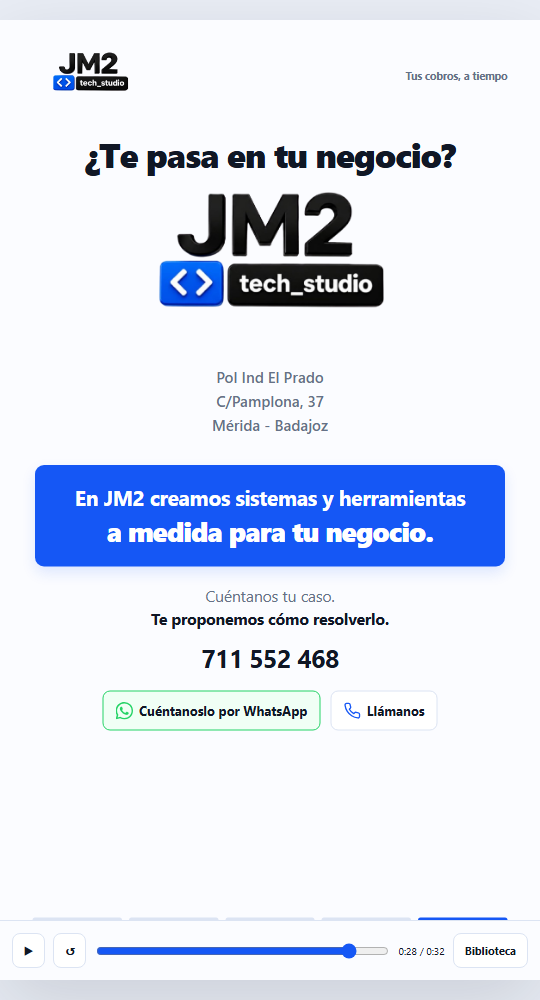 JM2
<> tech_studio
Tus cobros, a tiempo
¿Te pasa en tu negocio?
JM2
<> tech_studio
Pol Ind El Prado
C/Pamplona, 37
Mérida - Badajoz
En JM2 creamos sistemas y herramientas
a medida para tu negocio.
Cuéntanos tu caso.
Te proponemos cómo resolverlo.
711 552 468
Cuéntanoslo por WhatsApp
Llámanos
0:28 / 0:32
Biblioteca